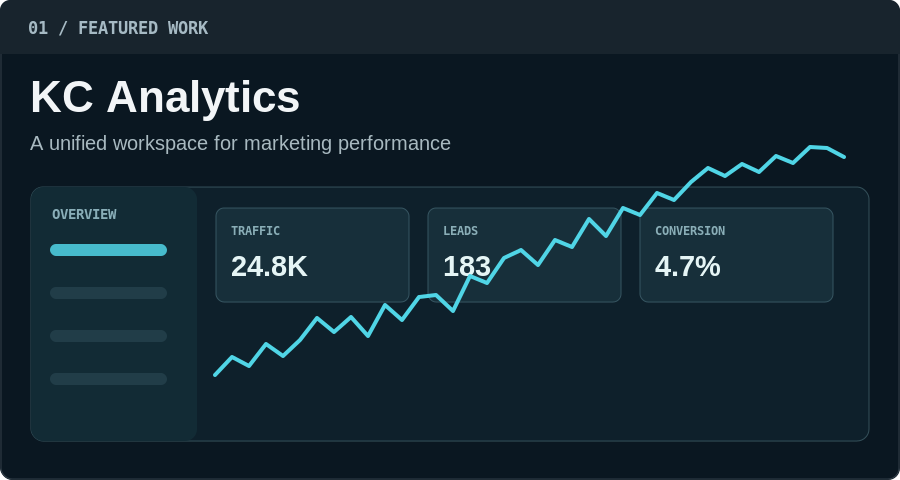 01 / FEATURED WORK
KC Analytics
A unified workspace for marketing performance
OVERVIEW
TRAFFIC
24.8K
LEADS
183
CONVERSION
4.7%